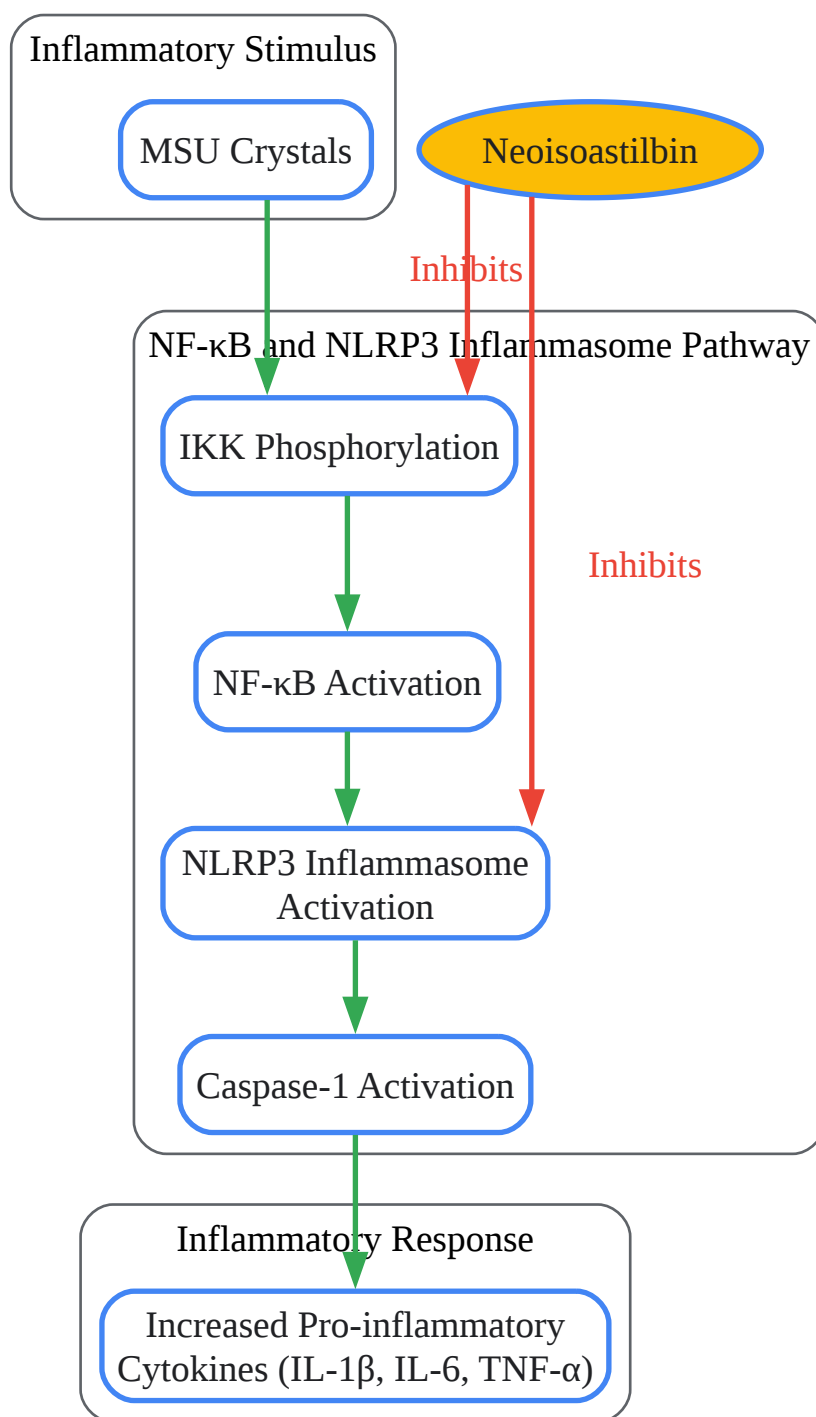 Inflammatory Stimulus
MSU Crystals
Neoisoastilbin
Inhibits
NF-κB and NLRP3 Inflammasome Pathway
IKK Phosphorylation
Inhibits
NF-κB Activation
NLRP3 Inflammasome
Activation
Caspase-1 Activation
Inflammatory Response
Increased Pro-inflammatory
Cytokines (IL-1β, IL-6, TNF-α)